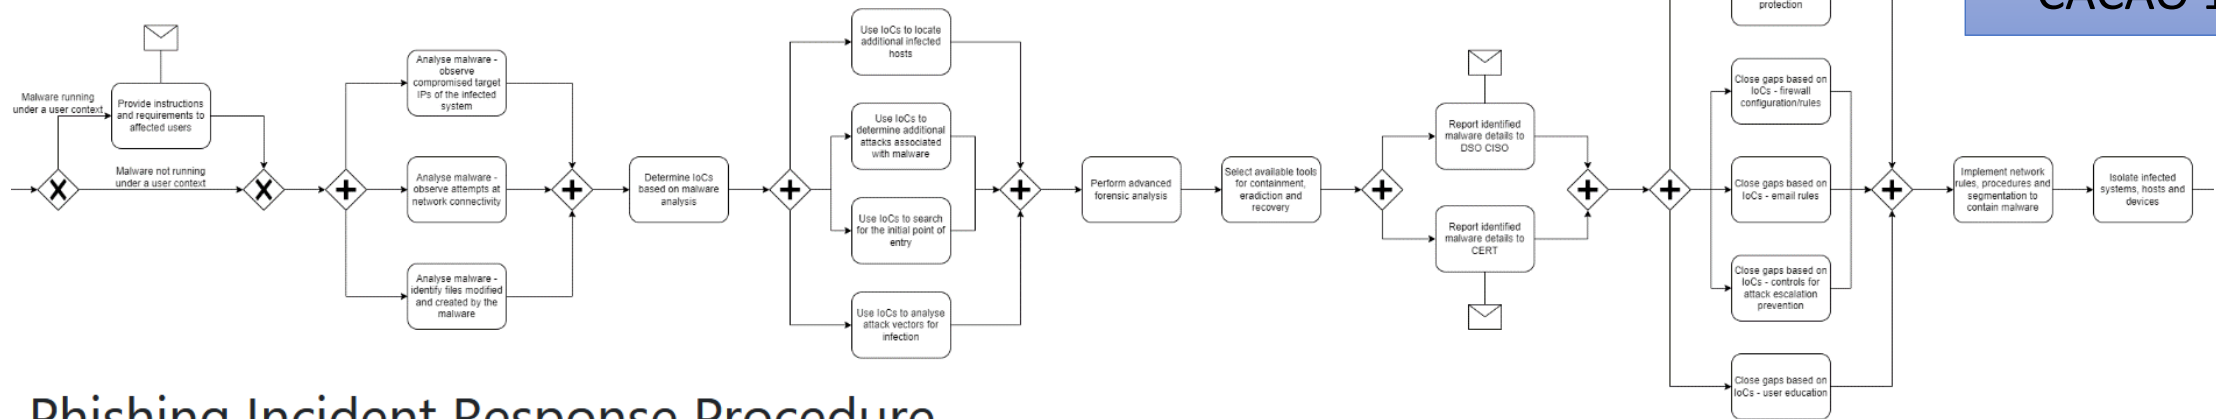 Malware running
under a user context
Provide instructions
and requirements to
affected users
Malware not running
under a user context
Analyse malware -
observe
compromised target
IPs of the infected
system
Analyse malware -
observe attempts at
network connectivity
Analyse malware -
identify files modified
and created by the
malware
Determine IoCs
based on malware
analysis
Use IoCs to locate
additional infected
hosts
Use IoCs to
determine additional
attacks associated
with malware
Use IoCs to search
for the initial point of
entry
Use IoCs to analyse
attack vectors for
infection
Perform advanced
forensic analysis
Select available tools
for containment,
eradiction and
recovery
Report identified
malware details to
DSO CISO
Report identified
malware details to
CERT
protection
Close gaps based on
IoCs - firewall
configuration/rules
Close gaps based on
IoCs - email rules
Close gaps based on
IoCs - controls for
attack escalation
prevention
Close gaps based on
IoCs - user education
Implement network
rules, procedures and
segmentation to
contain malware
Isolate infected
systems, hosts and
devices
CACAO
Phishing Incident Response Procedure